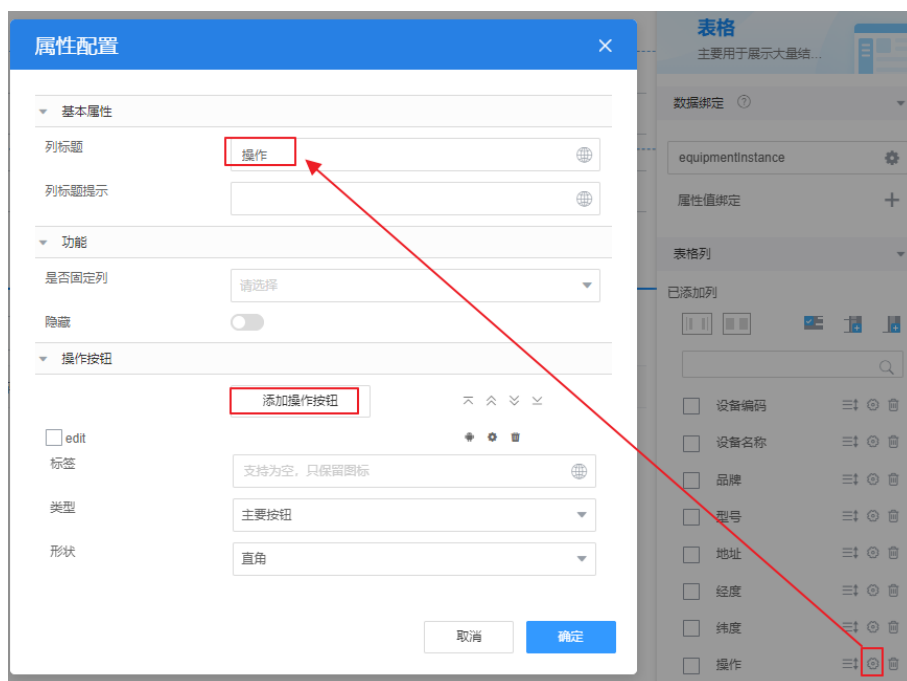 属性配置
基本属性
列标题
操作
列标题提示
功能
是否固定列
请选择
隐藏
操作按钮
添加操作按钮
edit
标签
支持为空，只保留图标
类型
主要按钮
形状
直角
取消
确定
表格
主要用于展示大量结...
数据绑定
equipmentInstance
属性值绑定
表格列
已添加列
设备编码
设备名称
品牌
型号
地址
经度
纬度
操作